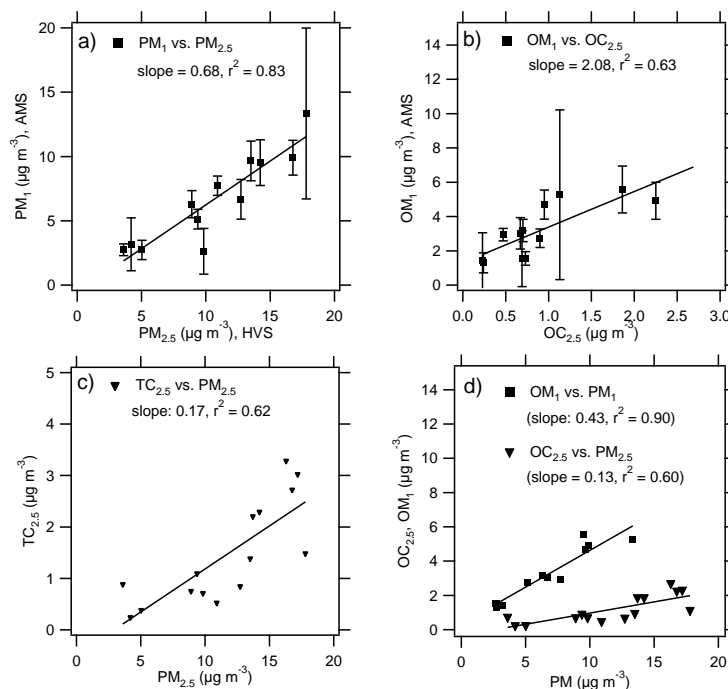 a)
PM₁ vs. PM₂.₅
slope = 0.68, r² = 0.83
PM₁ (µg m⁻³), AMS
20
15
10
5
0
0 5 10 15 20
PM₂.₅ (µg m⁻³), HVS
b)
OM₁ vs. OC₂.₅
slope = 2.08, r² = 0.63
OM₁ (µg m⁻³), AMS
14
12
10
8
6
4
2
0
0.0 0.5 1.0 1.5 2.0 2.5 3.0
OC₂.₅ (µg m⁻³)
c)
TC₂.₅ vs. PM₂.₅
slope: 0.17, r² = 0.62
TC₂.₅ (µg m⁻³)
5
4
3
2
1
0
0 5 10 15 20
PM₂.₅ (µg m⁻³)
d)
OM₁ vs. PM₁
(slope: 0.43, r² = 0.90)
OC₂.₅ vs. PM₂.₅
(slope = 0.13, r² = 0.60)
OC₂.₅, OM₁ (µg m⁻³)
14
12
10
8
6
4
2
0
0 5 10 15 20
PM (µg m⁻³)